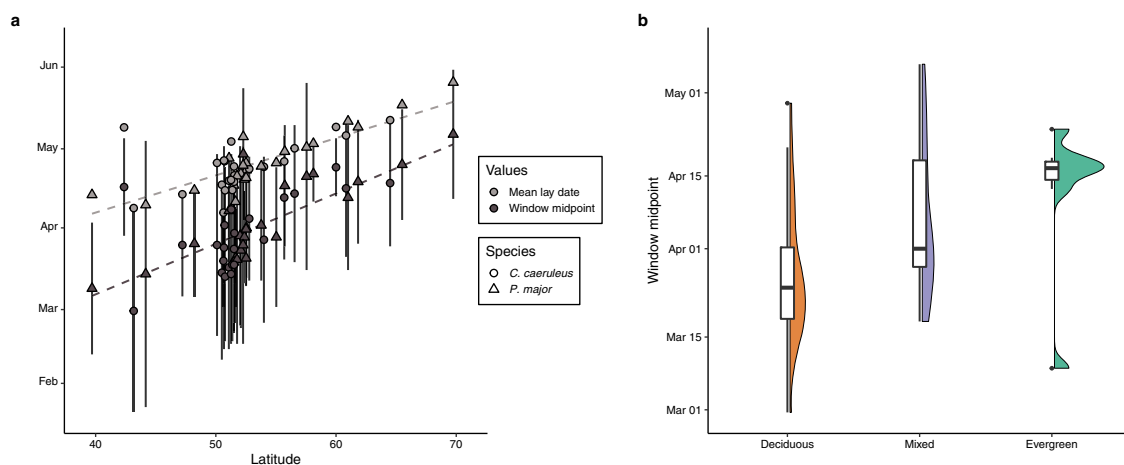 a
Jun
May
Apr
Mar
Feb
40
50
60
70
Latitude
Values
Mean lay date
Window midpoint
Species
C. caeruleus
P. major
b
Window midpoint
May 01
Apr 15
Apr 01
Mar 15
Mar 01
Deciduous
Mixed
Evergreen